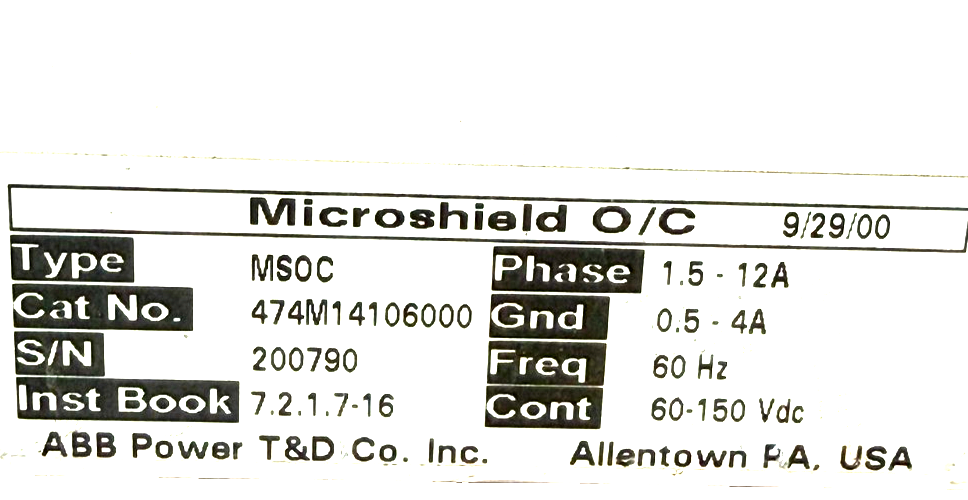 Microshield O/C 9/29/00
Type MSOC Phase 1.5 - 12A
Cat No. 474M14106000 Gnd 0.5 - 4A
S/N 200790 Freq 60 Hz
Inst Book 7.2.1.7-16 Cont 60-150 Vdc
ABB Power T&D Co. Inc. Allentown PA, USA